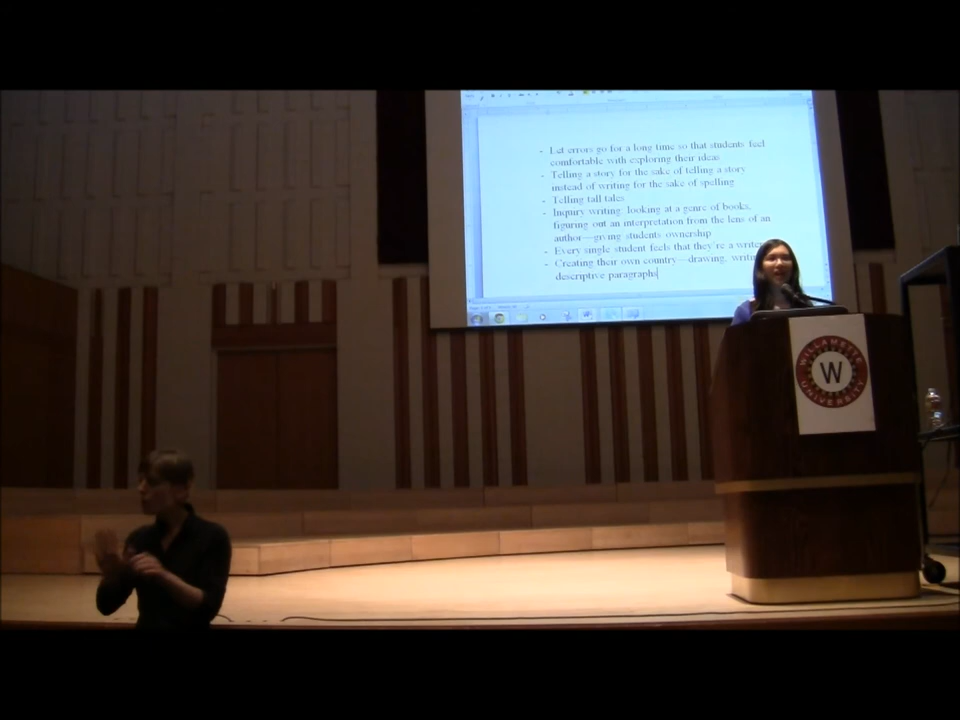 - Let errors go for a long time so that students feel
comfortable with exploring their ideas
- Telling a story for the sake of telling a story
instead of writing for the sake of spelling
- Telling tall tales
- Inquiry writing: looking at a genre of books,
figuring out an interpretation from the lens of an
author—giving students ownership
- Every single student feels that they're a writer
- Creating their own country—drawing,
descriptive paragraphs
WILLAMETTE
W
UNIVERSITY